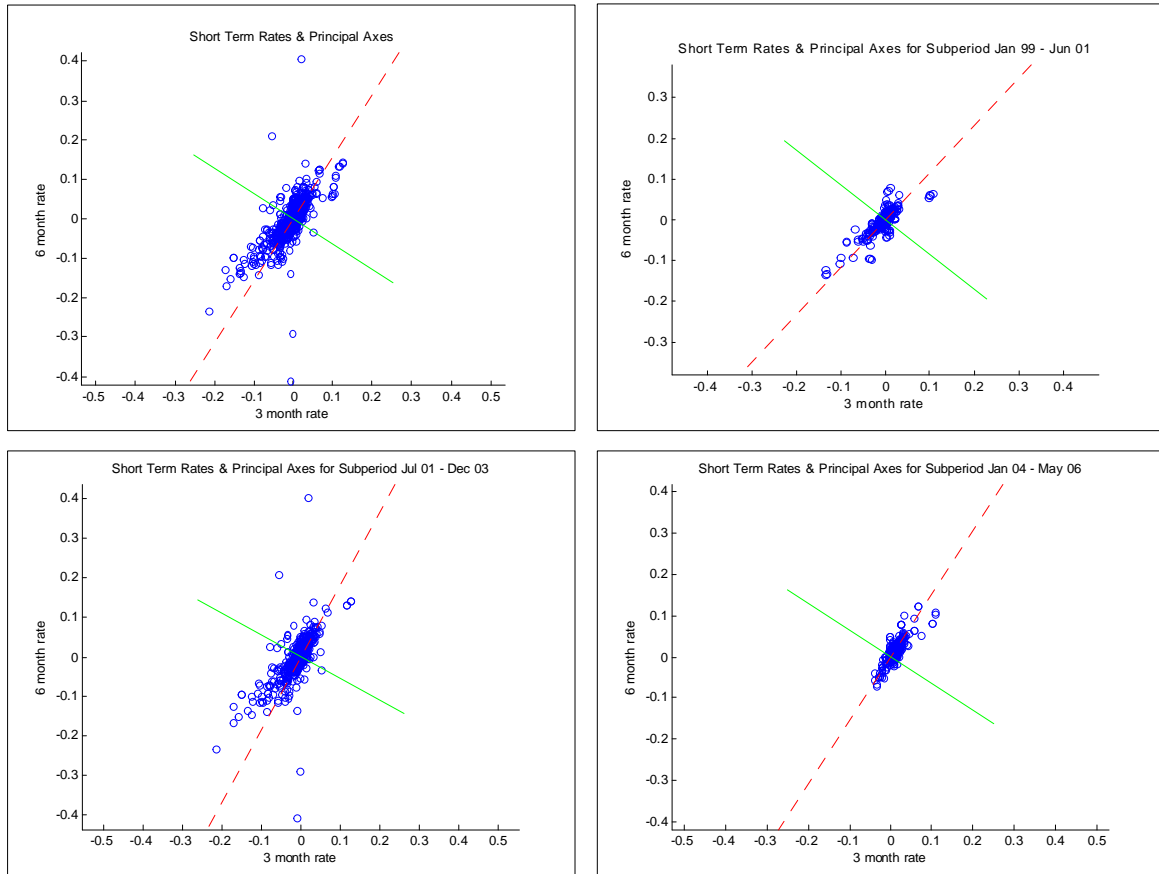 Short Term Rates & Principal Axes
0.4
0.3
0.2
0.1
0
-0.1
-0.2
-0.3
-0.4
6 month rate
-0.5 -0.4 -0.3 -0.2 -0.1 0 0.1 0.2 0.3 0.4 0.5
3 month rate
Short Term Rates & Principal Axes for Subperiod Jan 99 - Jun 01
0.3
0.2
0.1
0
-0.1
-0.2
-0.3
6 month rate
-0.4 -0.3 -0.2 -0.1 0 0.1 0.2 0.3 0.4
3 month rate
Short Term Rates & Principal Axes for Subperiod Jul 01 - Dec 03
0.4
0.3
0.2
0.1
0
-0.1
-0.2
-0.3
-0.4
6 month rate
-0.5 -0.4 -0.3 -0.2 -0.1 0 0.1 0.2 0.3 0.4 0.5
3 month rate
Short Term Rates & Principal Axes for Subperiod Jan 04 - May 06
0.4
0.3
0.2
0.1
0
-0.1
-0.2
-0.3
-0.4
6 month rate
-0.5 -0.4 -0.3 -0.2 -0.1 0 0.1 0.2 0.3 0.4 0.5
3 month rate